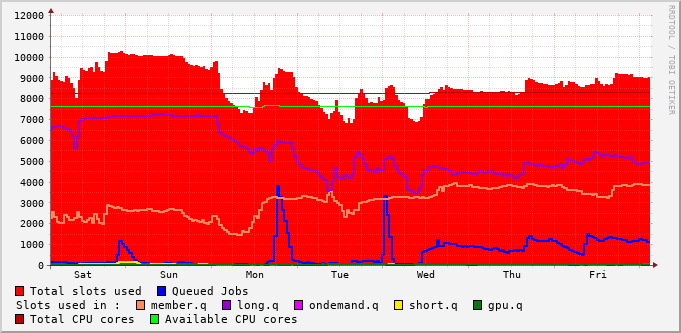 12000
11000
10000
9000
8000
7000
6000
5000
4000
3000
2000
1000
0
Sat Sun Mon Tue Wed Thu Fri
RRDTOOL / TOBI OETIKER
Total slots used Queued Jobs
Slots used in : member.q long.q ondemand.q short.q gpu.q
Total CPU cores Available CPU cores